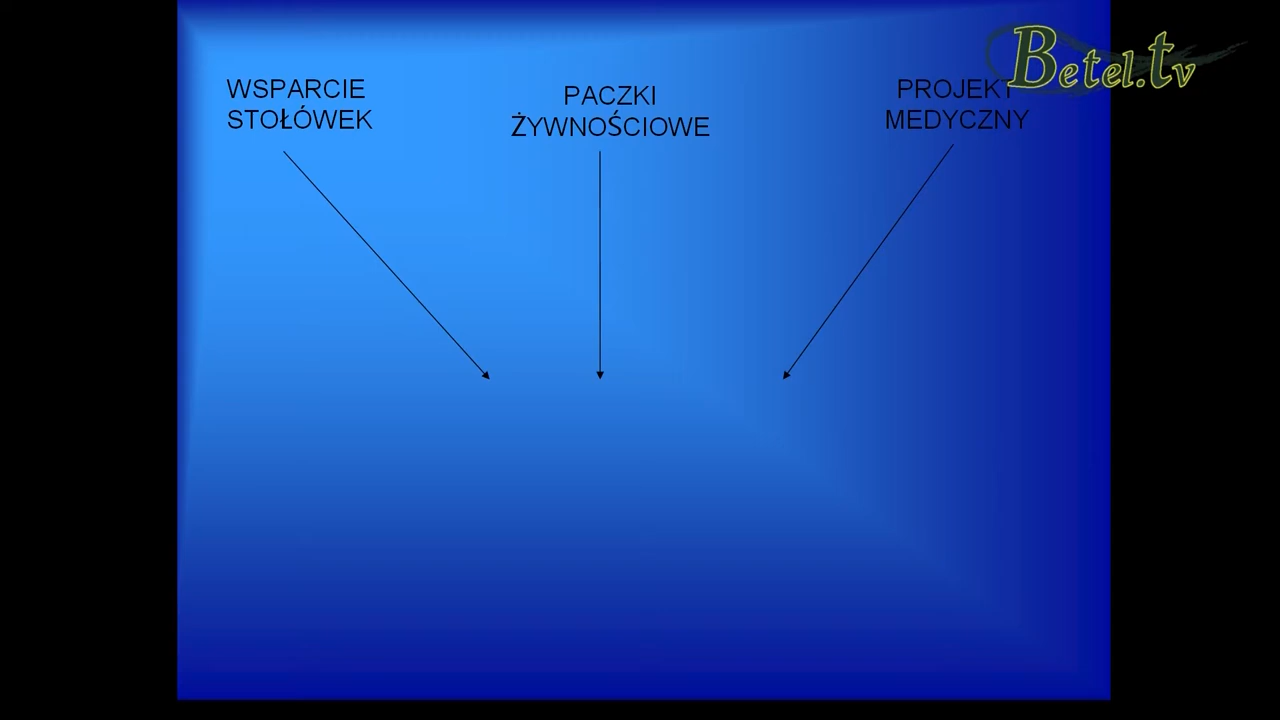 WSPARCIE
STOŁÓWEK
PACZKI
ŻYWNOŚCIOWE
PROJEKT
MEDYCZNY
Betel.tv